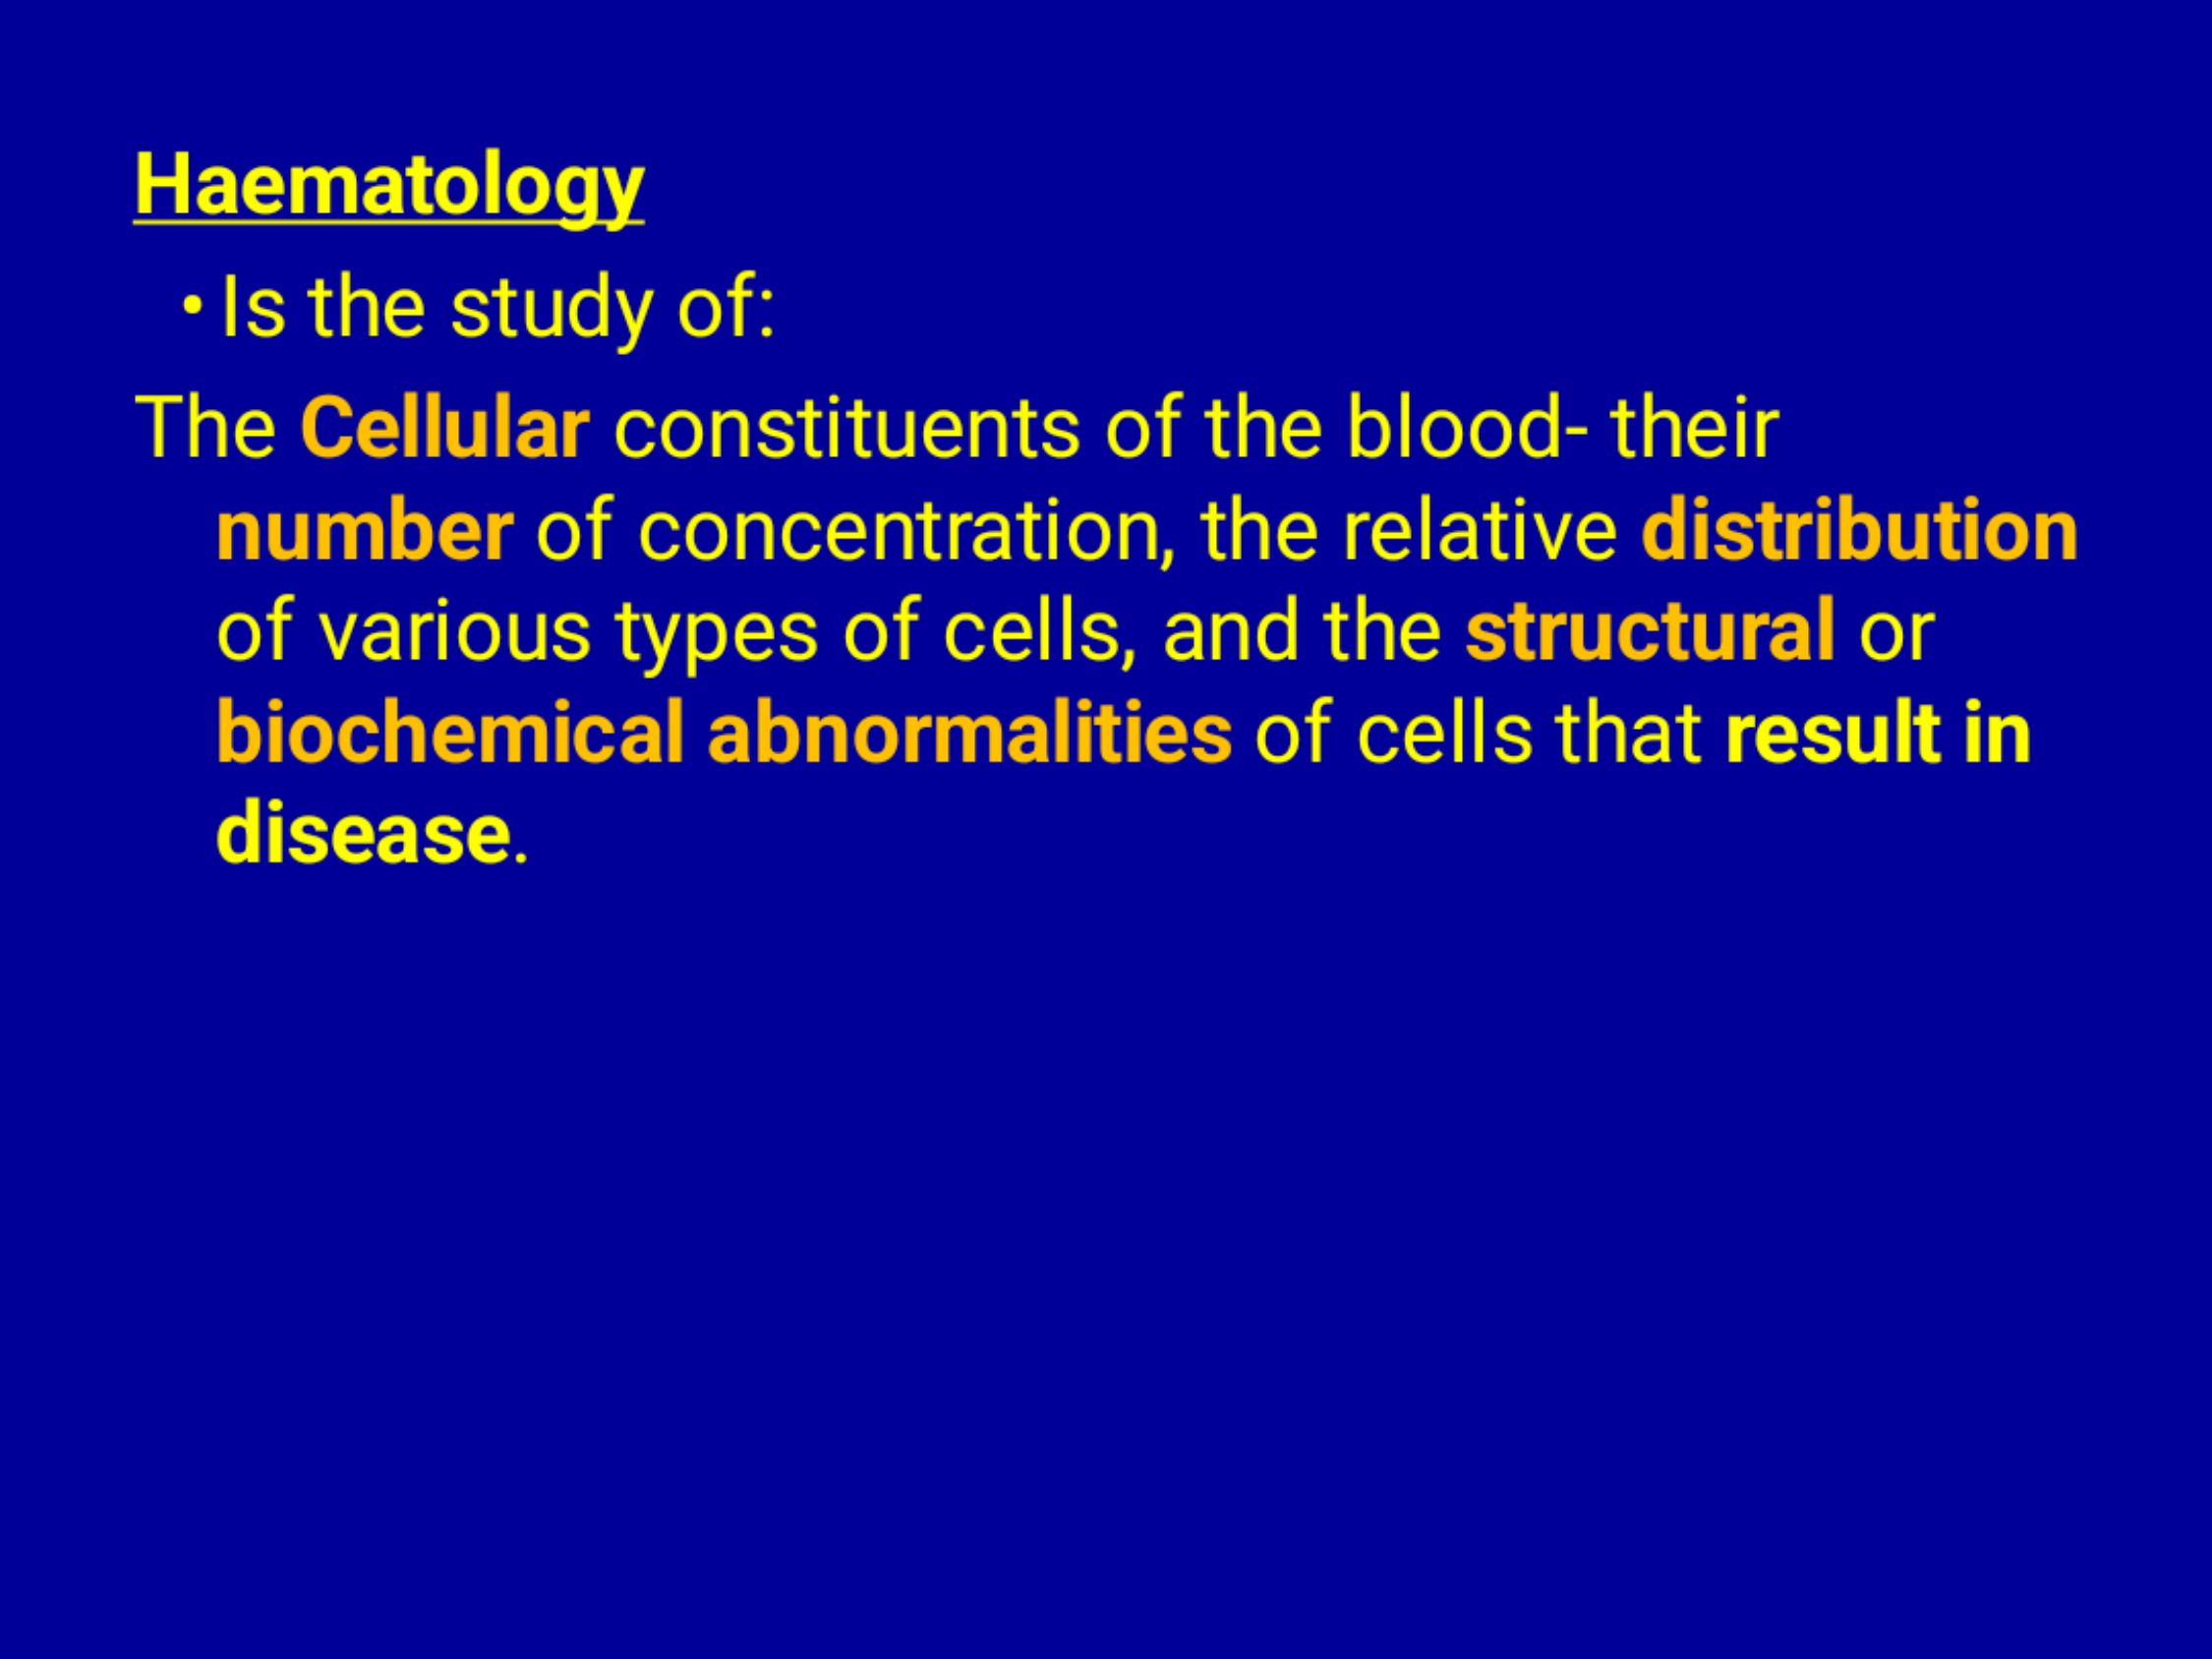 Haematology
• Is the study of:
The Cellular constituents of the blood- their
number of concentration, the relative distribution
of various types of cells, and the structural or
biochemical abnormalities of cells that result in
disease.